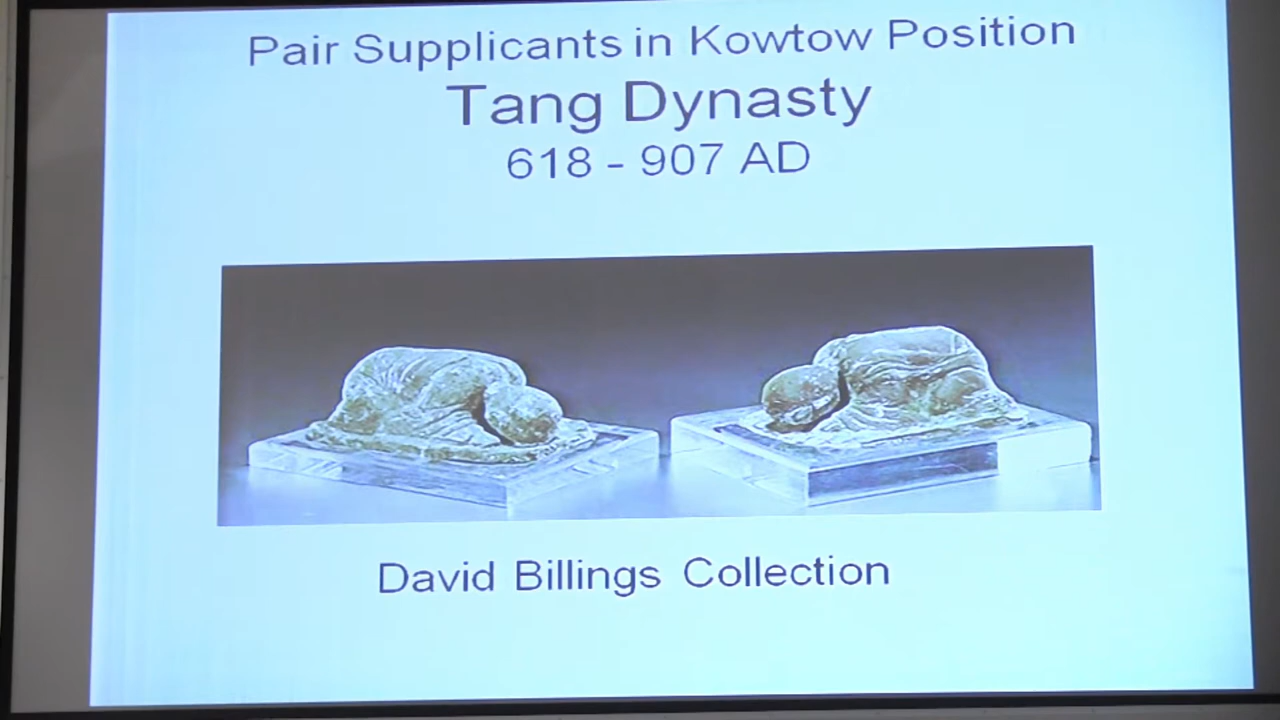 Pair Supplicants in Kowtow Position
Tang Dynasty
618 - 907 AD
David Billings Collection